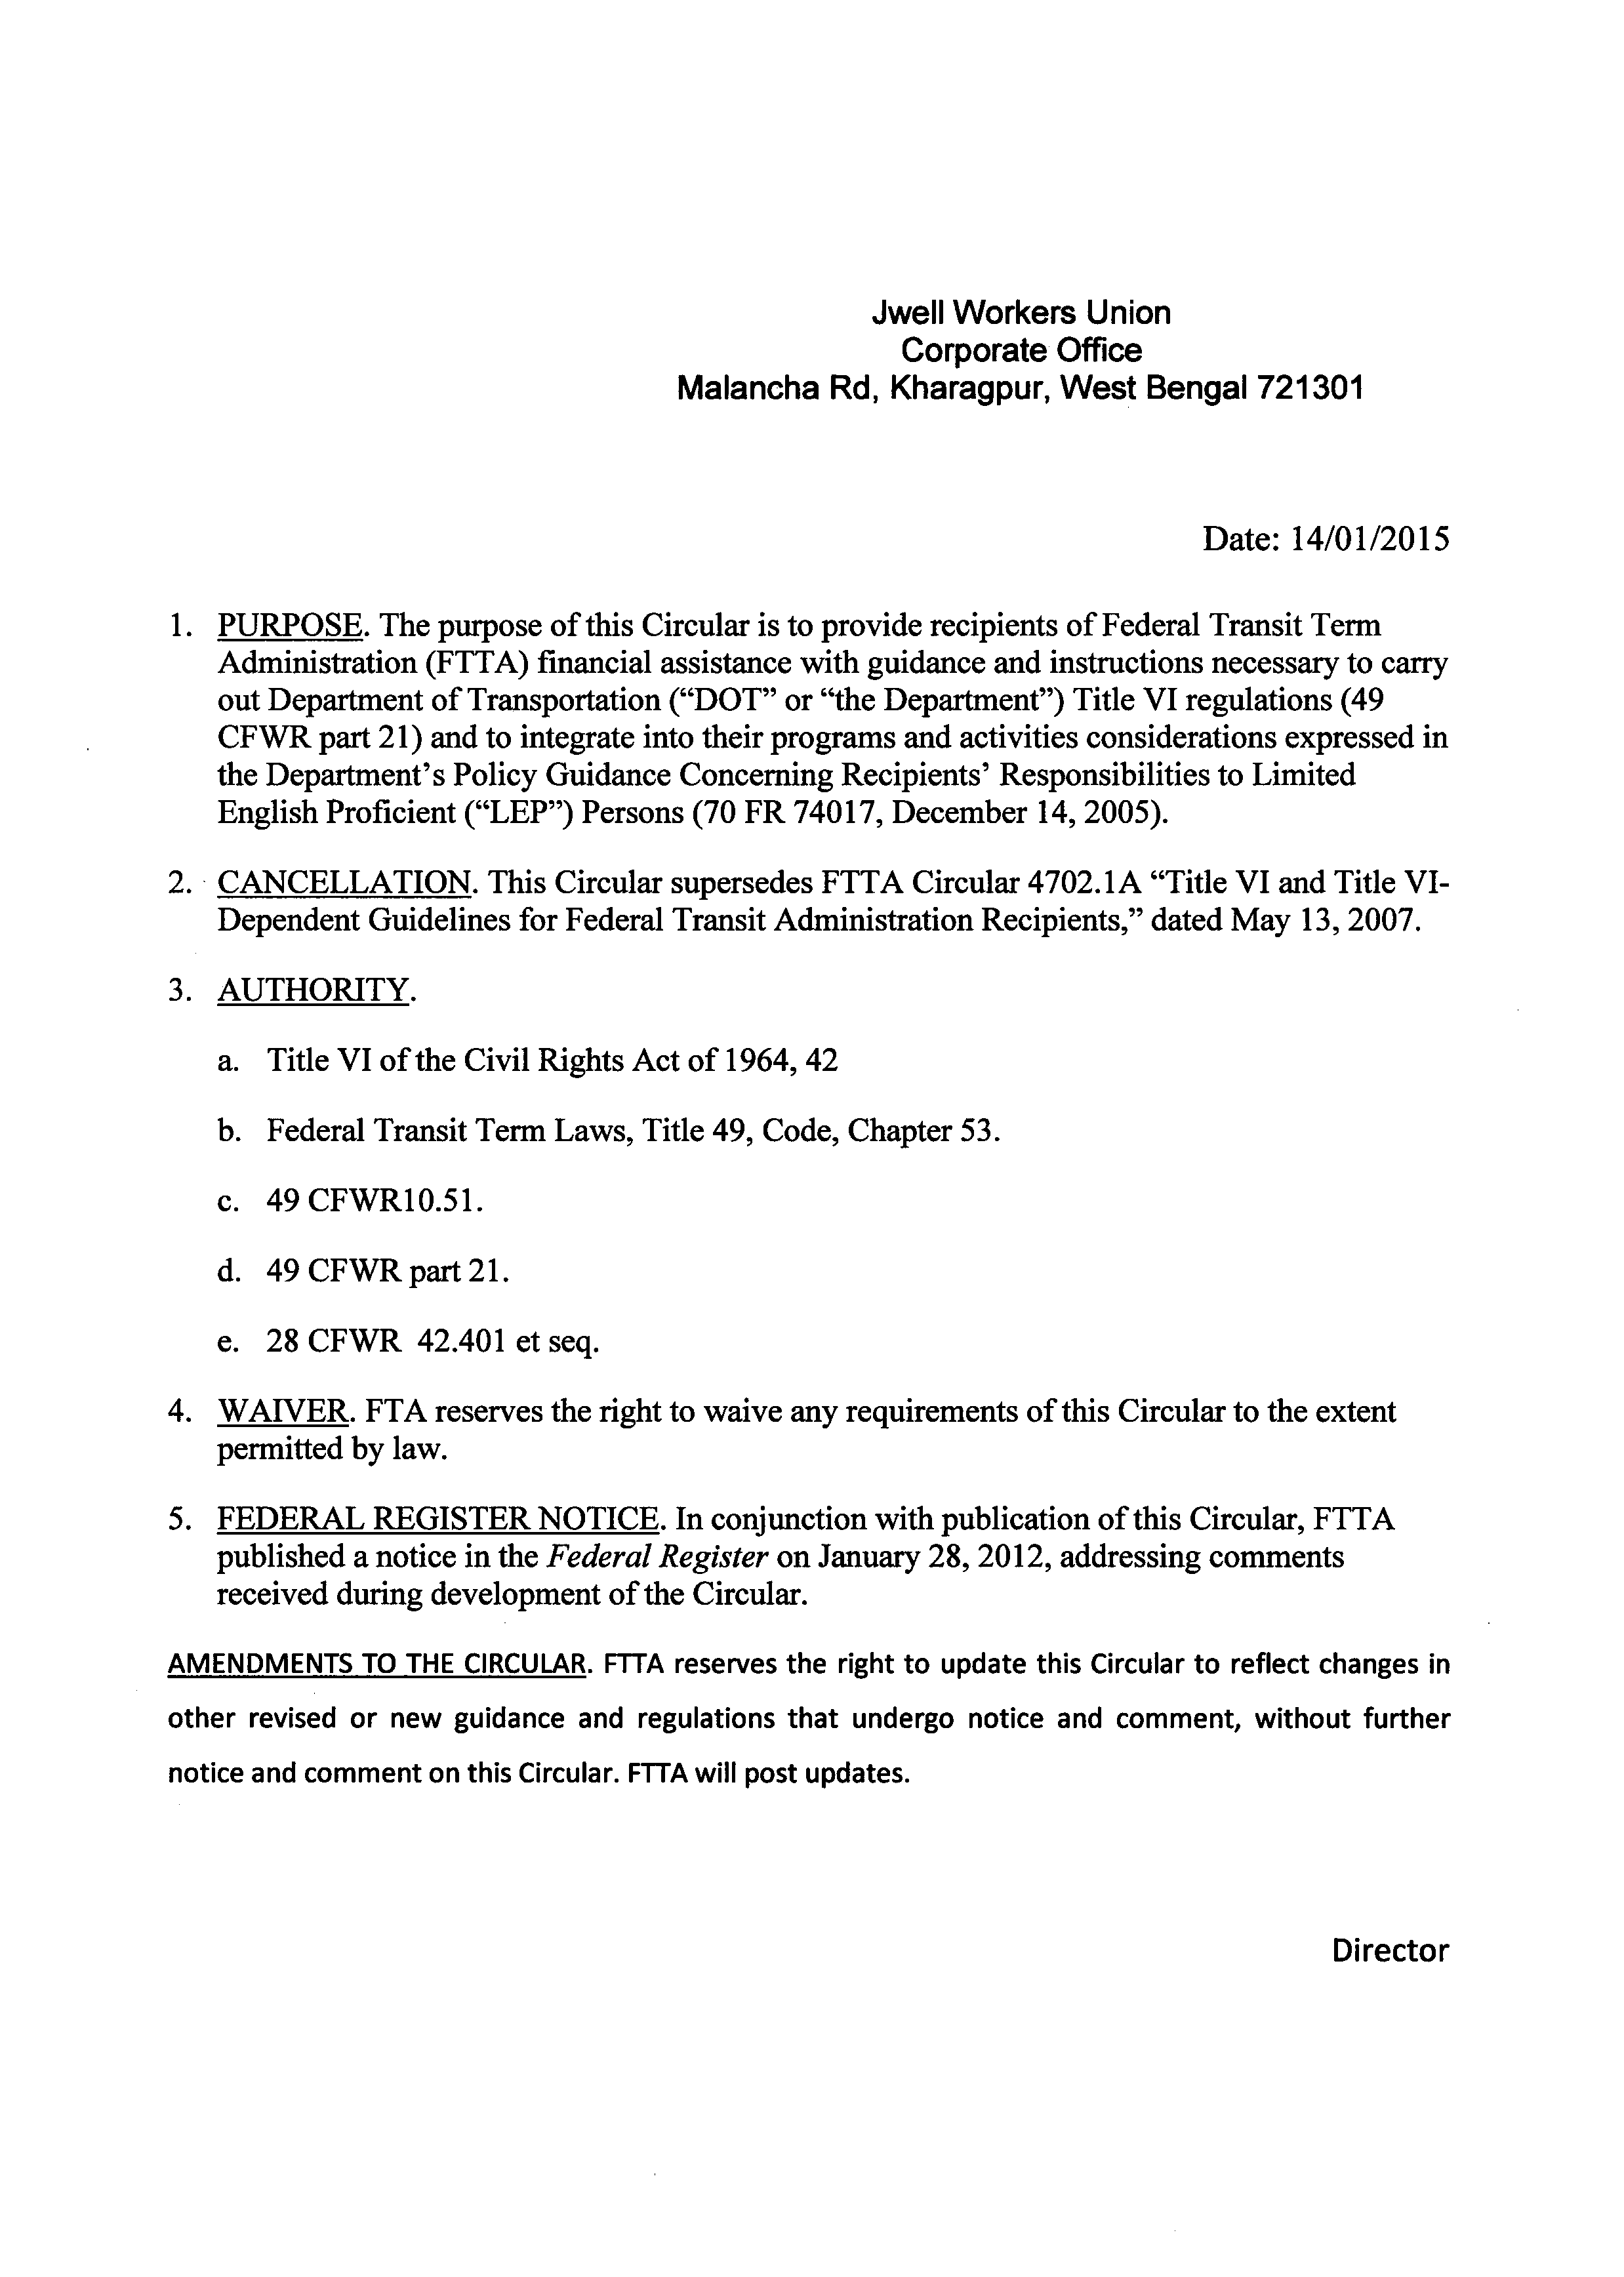 Jwell Workers Union
Corporate Office
Malancha Rd, Kharagpur, West Bengal 721301
Date: 14/01/2015
1. PURPOSE. The purpose of this Circular is to provide recipients of Federal Transit Term
Administration (FTTA) financial assistance with guidance and instructions necessary to carry
out Department of Transportation (“DOT” or “the Department”) Title VI regulations (49
CFWR part 21) and to integrate into their programs and activities considerations expressed in
the Department’s Policy Guidance Concerning Recipients’ Responsibilities to Limited
English Proficient (“LEP”) Persons (70 FR 74017, December 14, 2005).
2. CANCELLATION. This Circular supersedes FTTA Circular 4702.1A “Title VI and Title VI-
Dependent Guidelines for Federal Transit Administration Recipients,” dated May 13, 2007.
3. AUTHORITY.
a. Title VI of the Civil Rights Act of 1964, 42
b. Federal Transit Term Laws, Title 49, Code, Chapter 53.
c. 49 CFWR10.51.
d. 49 CFWR part 21.
e. 28 CFWR 42.401 et seq.
4. WAIVER. FTA reserves the right to waive any requirements of this Circular to the extent
permitted by law.
5. FEDERAL REGISTER NOTICE. In conjunction with publication of this Circular, FTTA
published a notice in the Federal Register on January 28, 2012, addressing comments
received during development of the Circular.
AMENDMENTS TO THE CIRCULAR. FTTA reserves the right to update this Circular to reflect changes in
other revised or new guidance and regulations that undergo notice and comment, without further
notice and comment on this Circular. FTTA will post updates.
Director